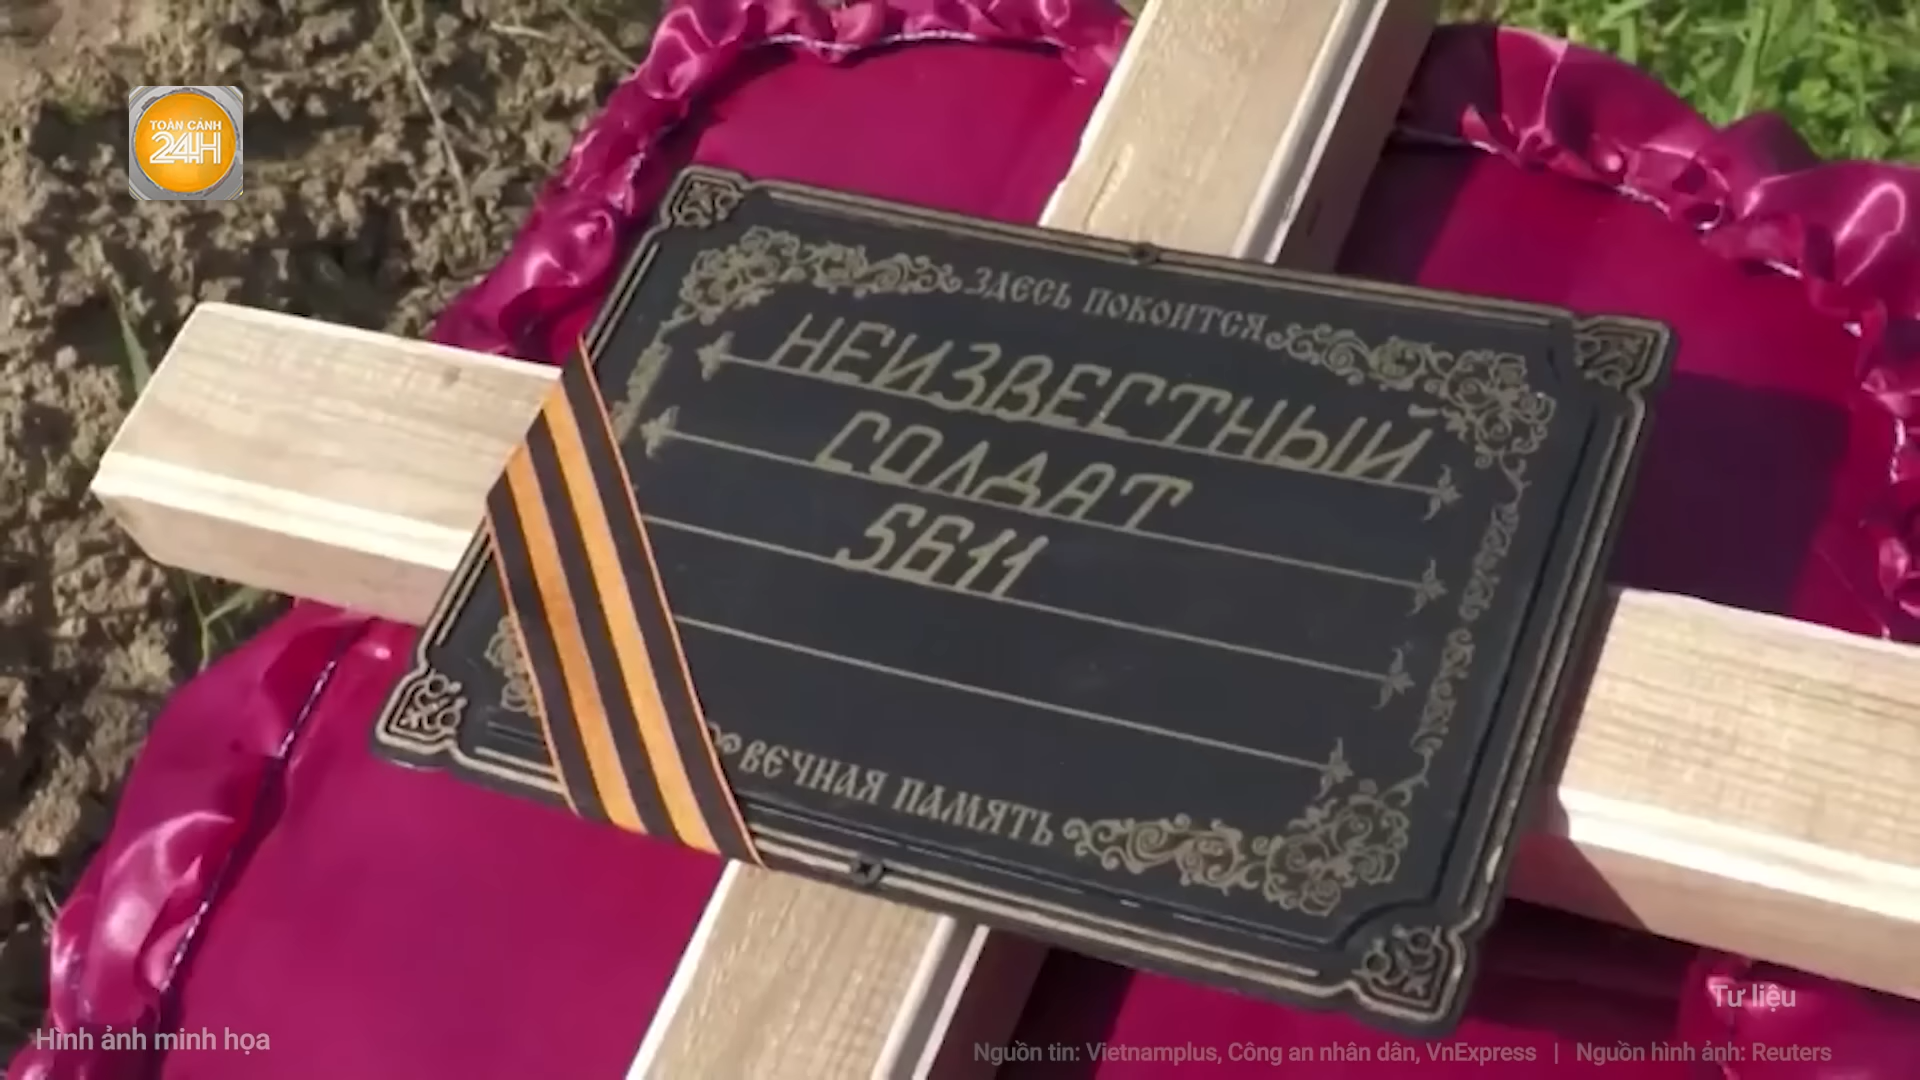 TOÀN CẢNH
24H
ЗДЕСЬ ПОКОИТСЯ
НЕИЗВЕСТНЫЙ
СОЛДАТ
5611
ВЕЧНАЯ ПАМЯТЬ
Tư liệu
Hình ảnh minh họa
Nguồn tin: Vietnamplus, Công an nhân dân, VnExpress | Nguồn hình ảnh: Reuters